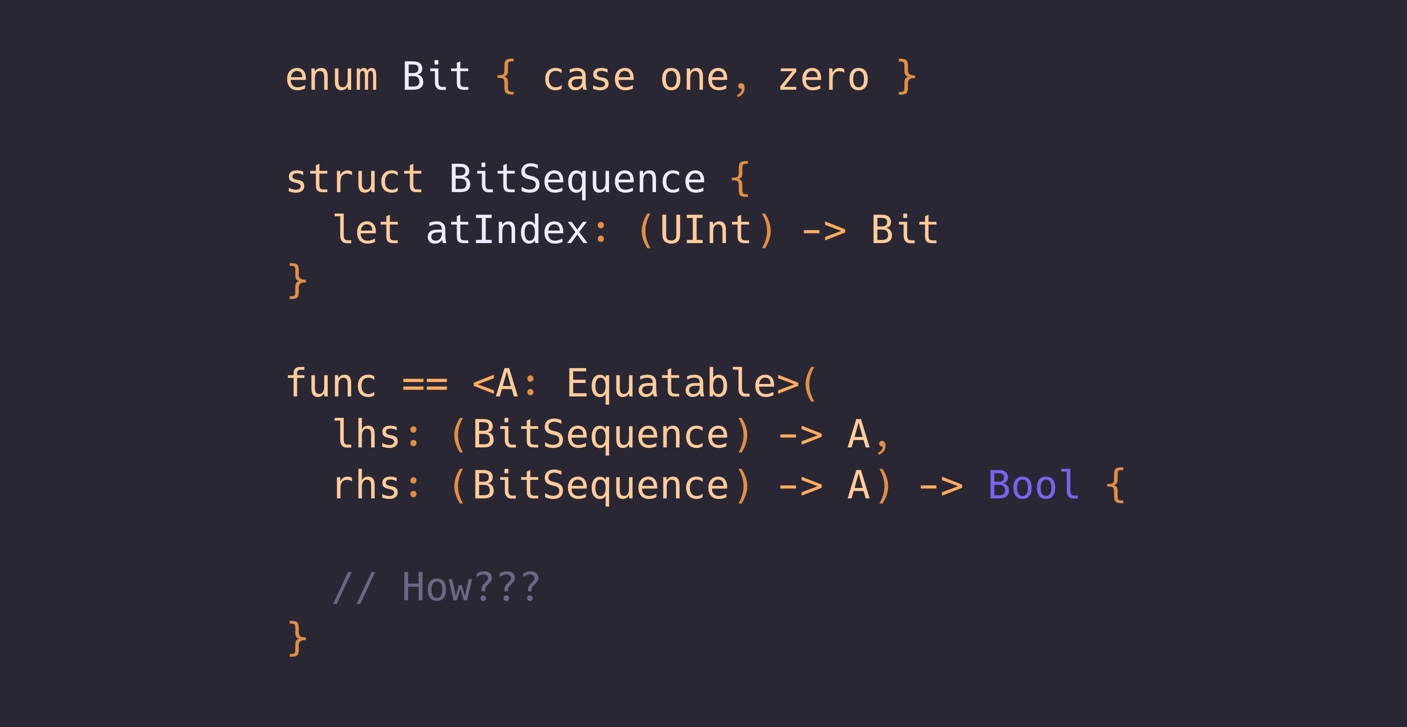 enum Bit { case one, zero }
struct BitSequence {
let atIndex: (UInt) -> Bit
}
func == <A: Equatable>(
lhs: (BitSequence) -> A,
rhs: (BitSequence) -> A) -> Bool {
// How???
}